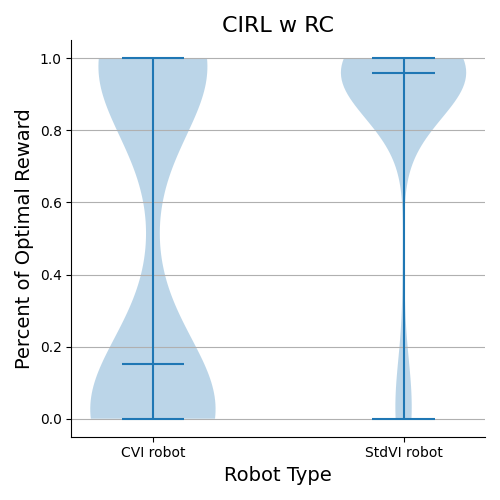 CIRL w RC
Percent of Optimal Reward
1.0
0.8
0.6
0.4
0.2
0.0
CVI robot
StdVI robot
Robot Type